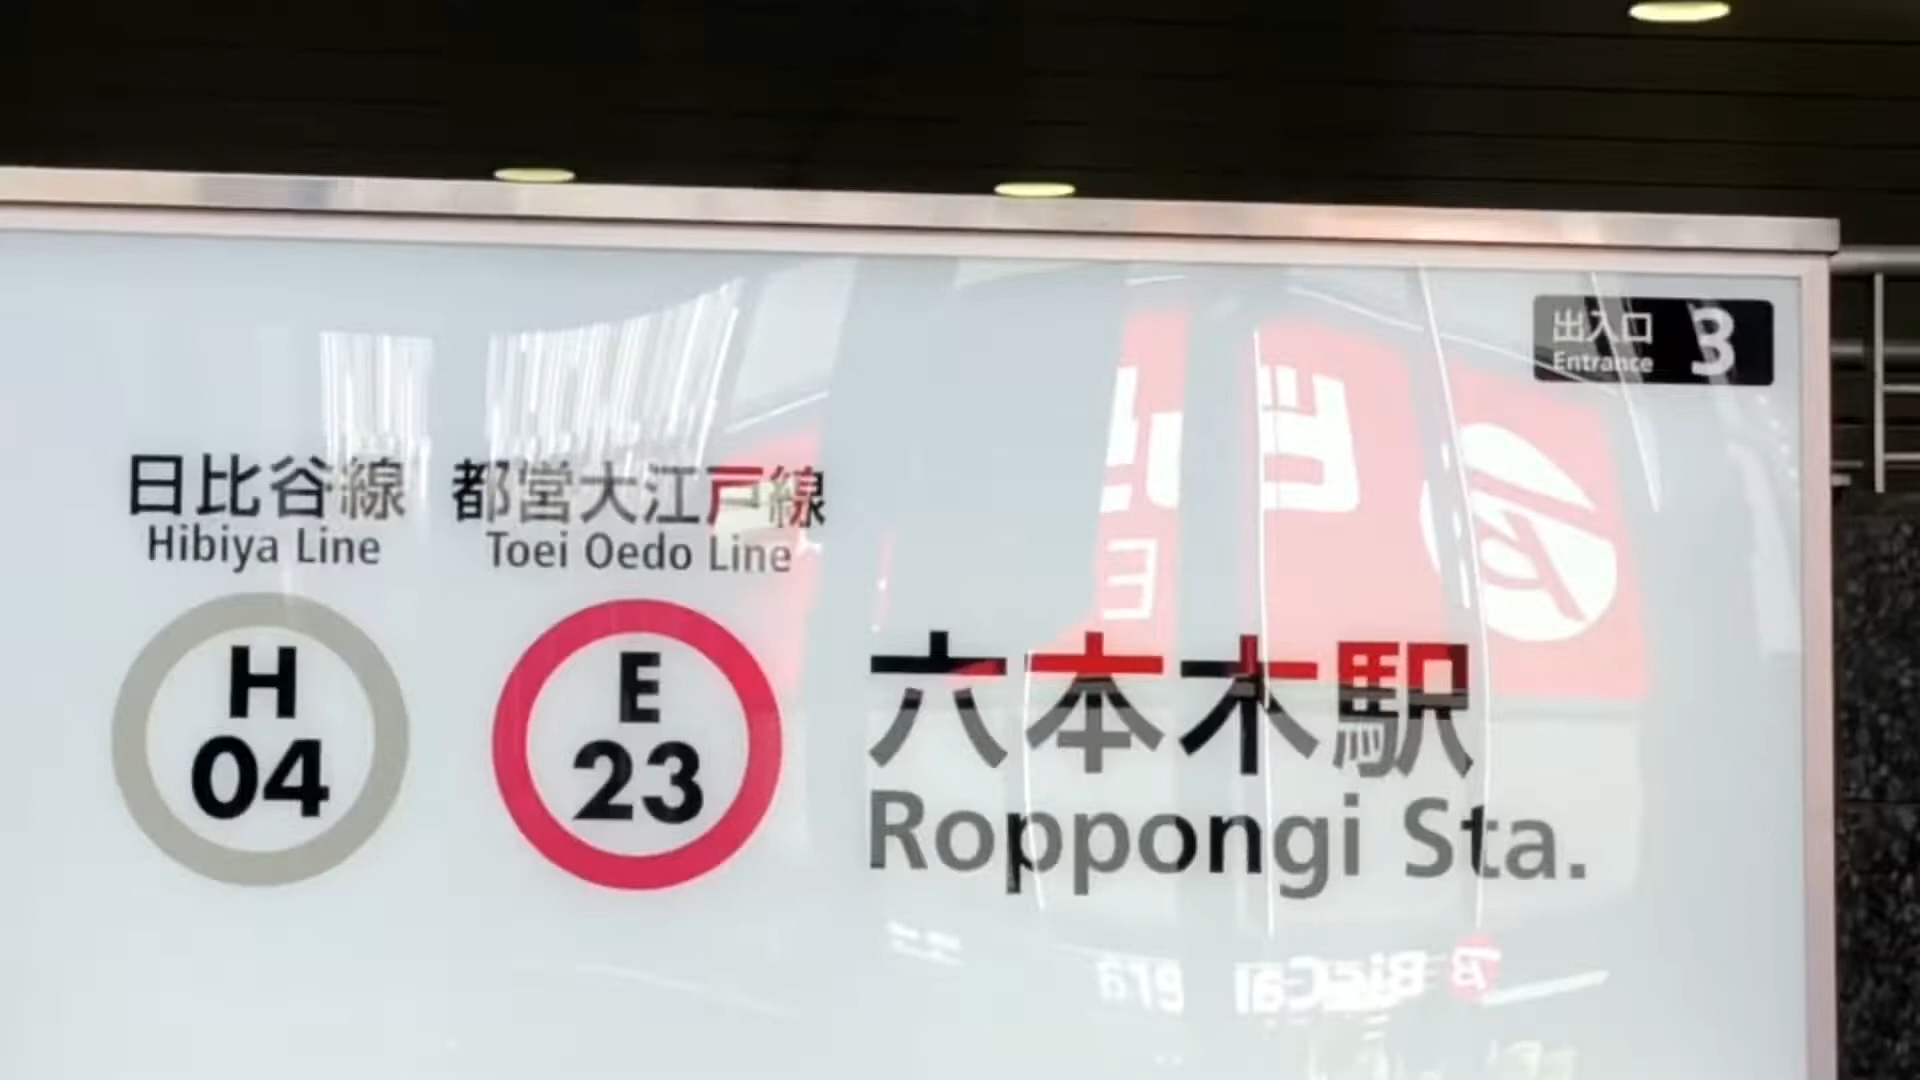 出入口
Entrance
3
日比谷線
Hibiya Line
都営大江戸線
Toei Oedo Line
H
04
E
23
六本木駅
Roppongi Sta.